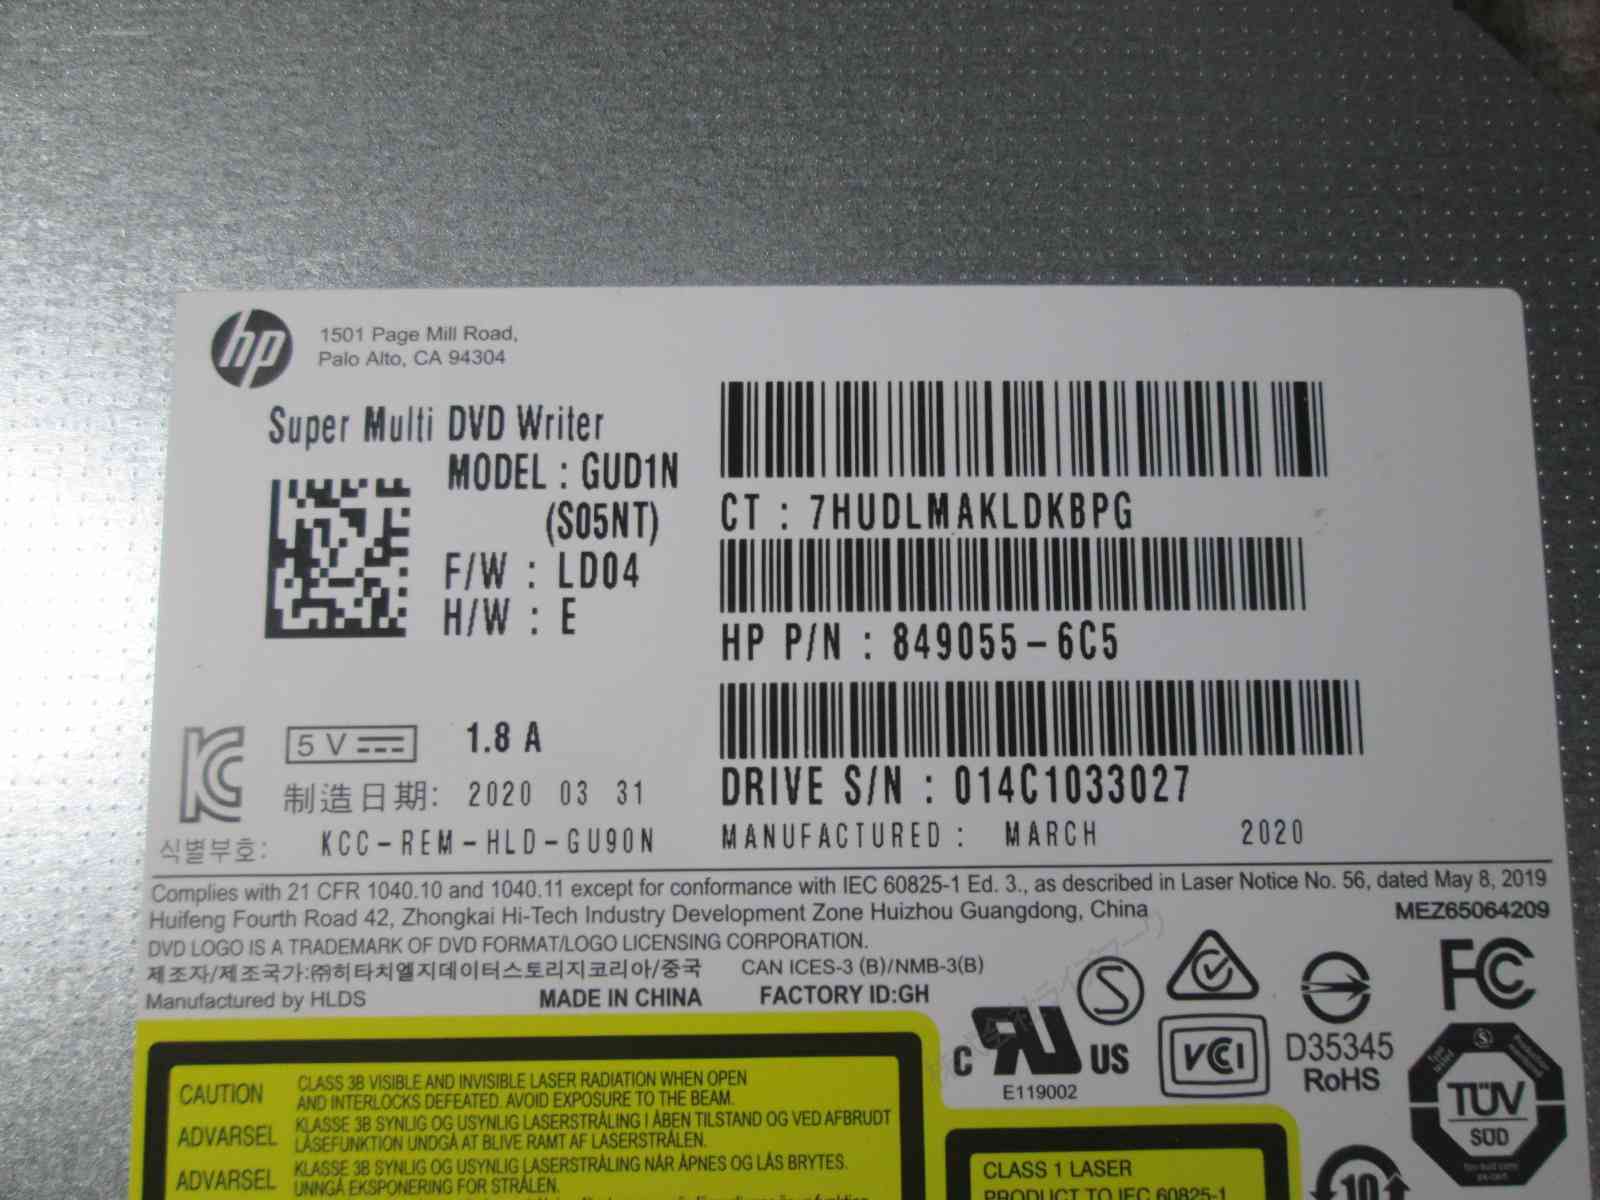 hp
1501 Page Mill Road,
Palo Alto, CA 94304
Super Multi DVD Writer
MODEL : GUD1N
(S05NT)
F/W : LD04
H/W : E
CT : 7HUDLMAKLDKBPG
HP P/N : 849055-6C5
DRIVE S/N : 014C1033027
MANUFACTURED : MARCH 2020
5 V 1.8 A
制造日期: 2020 03 31
식별부호: KCC-REM-HLD-GU90N
Complies with 21 CFR 1040.10 and 1040.11 except for conformance with IEC 60825-1 Ed. 3., as described in Laser Notice No. 56, dated May 8, 2019
Huifeng Fourth Road 42, Zhongkai Hi-Tech Industry Development Zone Huizhou Guangdong, China
MEZ65064209
DVD LOGO IS A TRADEMARK OF DVD FORMAT/LOGO LICENSING CORPORATION.
제조자/제조국가:㈜히타치엘지데이터스토리지코리아/중국 CAN ICES-3 (B)/NMB-3(B)
Manufactured by HLDS MADE IN CHINA FACTORY ID:GH
C US
E119002
S
VCI
D35345
RoHS
FC
TÜV
SÜD
10
CAUTION CLASS 3B VISIBLE AND INVISIBLE LASER RADIATION WHEN OPEN
AND INTERLOCKS DEFEATED. AVOID EXPOSURE TO THE BEAM.
ADVARSEL KLASSE 3B SYNLIG OG USYNLIG LASERSTRÅLING I ÅBEN TILSTAND OG VED AFBRUDT
LÅSEFUNKTION UNDGÅ AT BLIVE RAMT AF LASERSTRÅLEN.
ADVARSEL KLASSE 3B SYNLIG OG USYNLIG LASERSTRÅLING NÅR ÅPNES OG LÅS BRYTES.
UNNGÅ EKSPONERING FOR STRÅLEN.
CLASS 1 LASER
PRODUCT TO IEC 60825-1